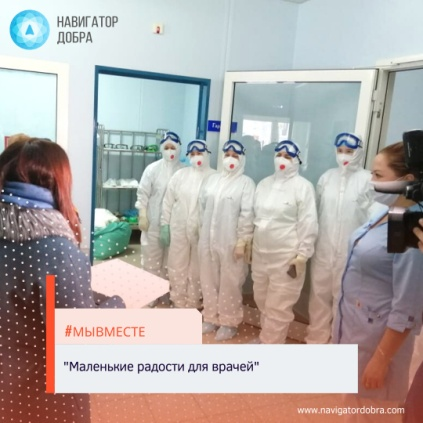 НАВИГАТОР
ДОБРА
#МЫВМЕСТЕ
"Маленькие радости для врачей"
www.navigatordobra.com